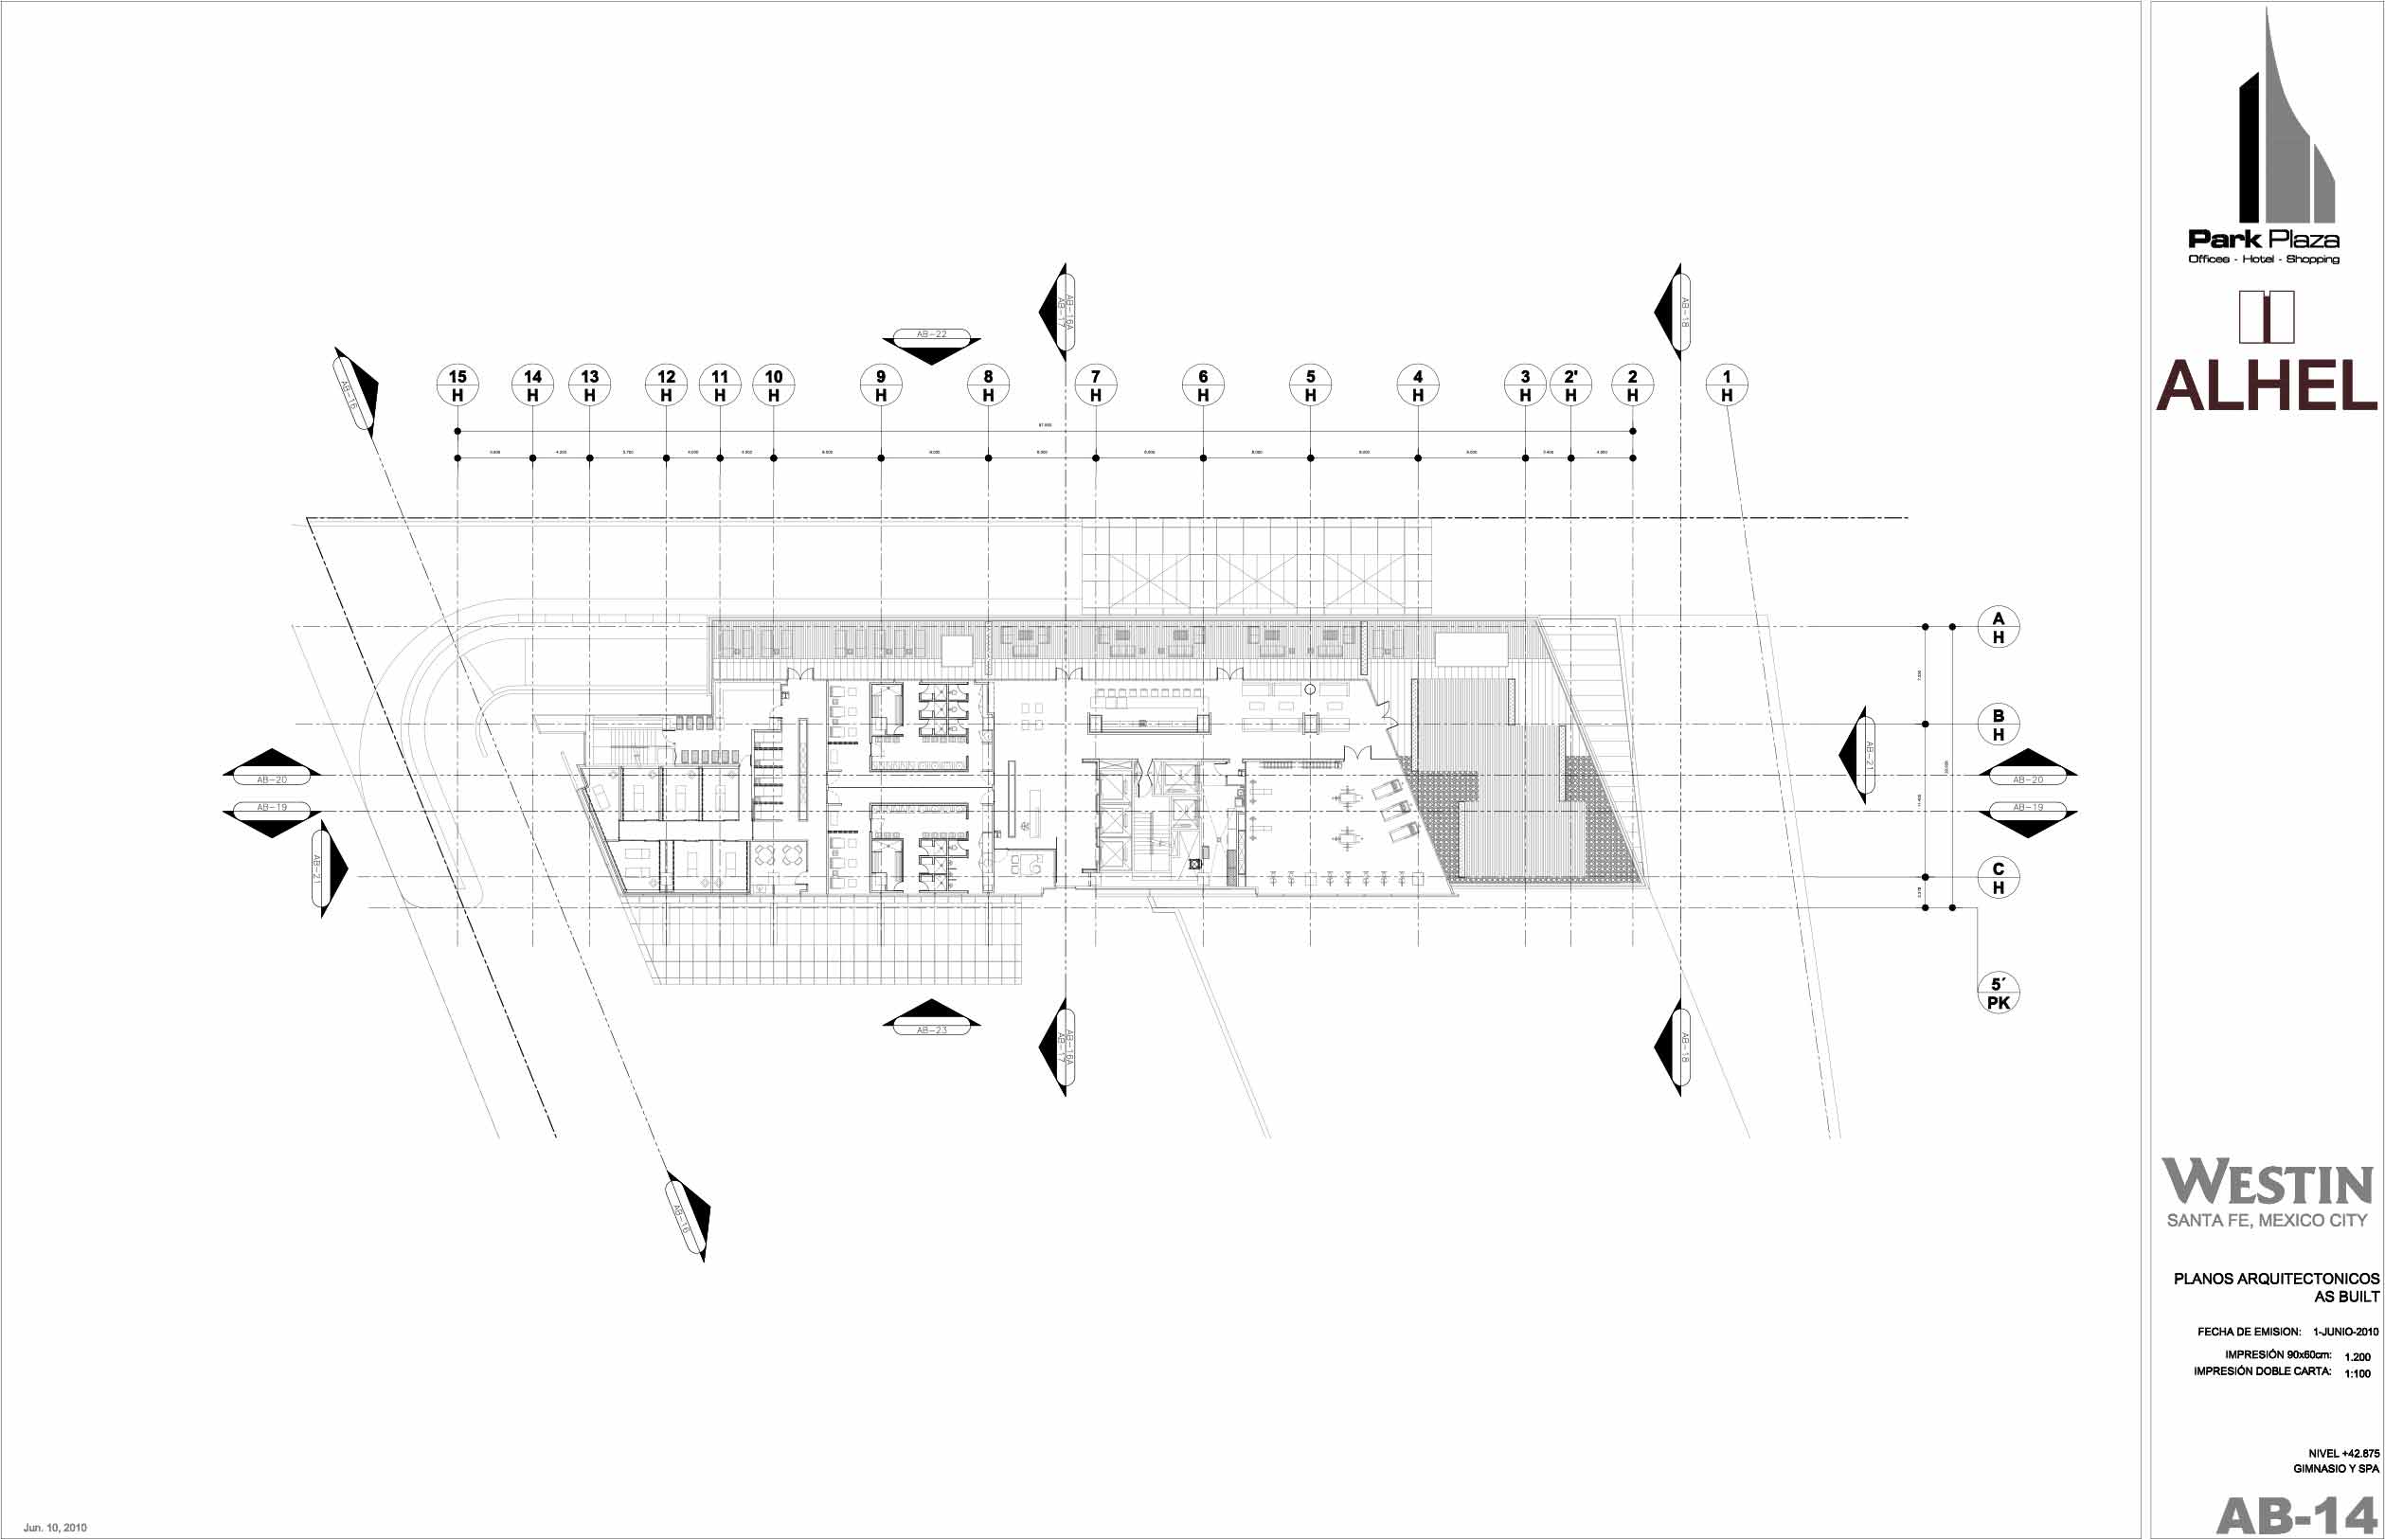 Park Plaza
Offices - Hotel - Shopping
ALHEL
AB-16A
AB-17
AB-18
AB-22
AB-16
15 14 13 12 11 10 9 8 7 6 5 4 3 2' 2 1
H H H H H H H H H H H H H H H H
A
H
B
H
AB-21
AB-20
AB-20
AB-19
AB-19
AB-21
C
H
5´
PK
AB-23
AB-16A
AB-17
AB-18
AB-16
WESTIN
SANTA FE, MEXICO CITY
PLANOS ARQUITECTONICOS
AS BUILT
FECHA DE EMISION: 1-JUNIO-2010
IMPRESIÓN 90x60cm: 1.200
IMPRESIÓN DOBLE CARTA: 1:100
NIVEL +42.875
GIMNASIO Y SPA
AB-14
Jun. 10, 2010